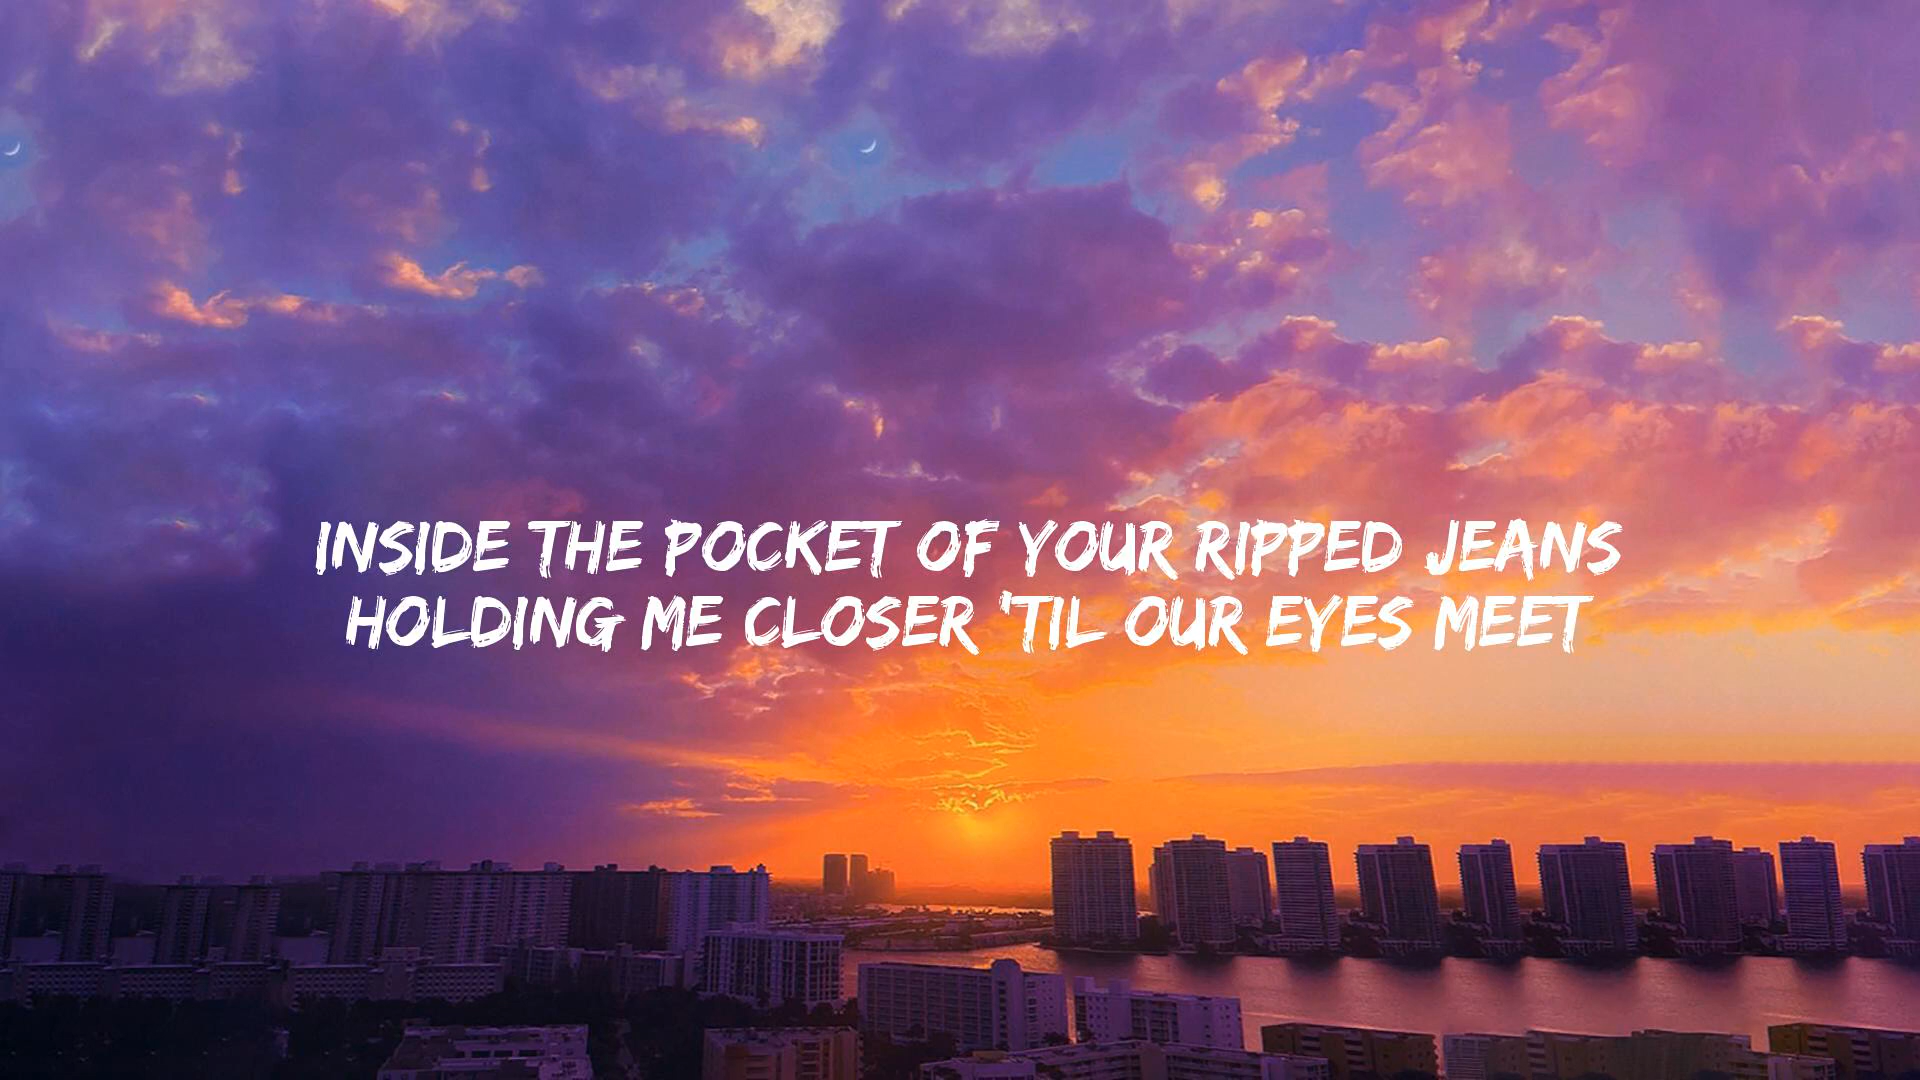 INSIDE THE POCKET OF YOUR RIPPED JEANS
HOLDING ME CLOSER 'TIL OUR EYES MEET